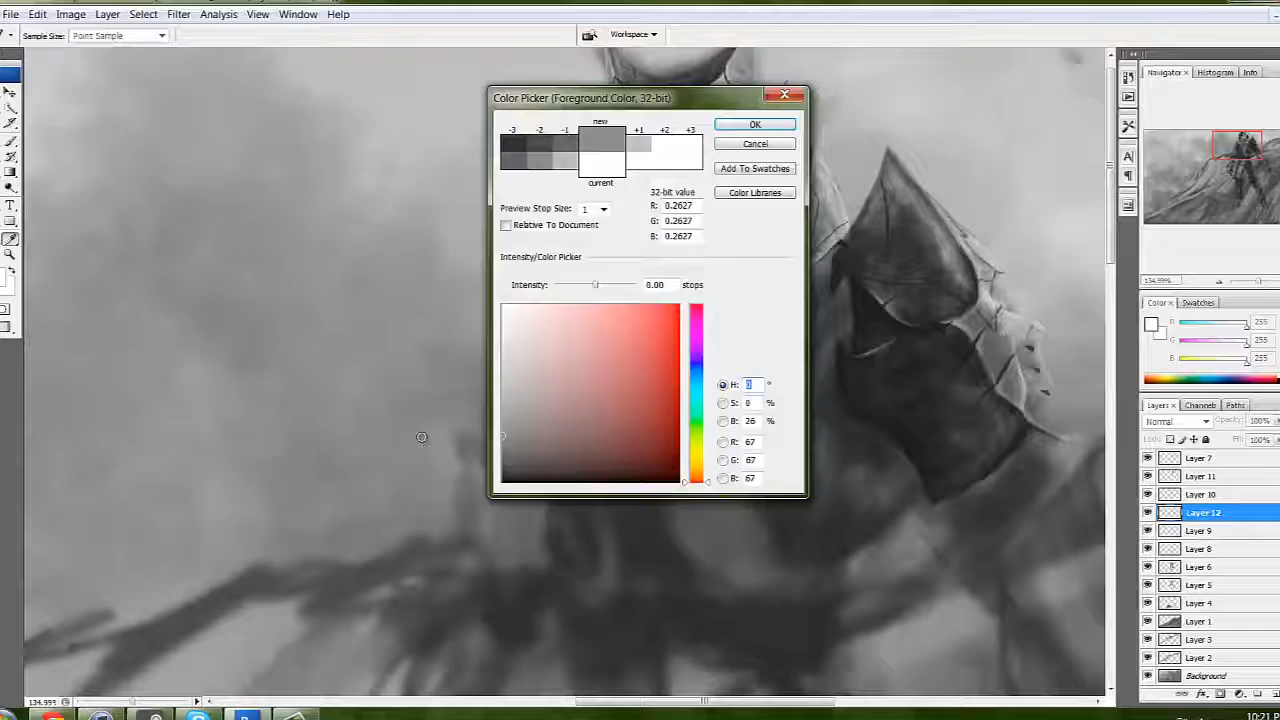 File Edit Image Layer Select Filter Analysis View Window Help
Sample Size: Point Sample Workspace
Navigator Histogram Info
Color Picker (Foreground Color, 32-bit)
new
-3 -2 -1 +1 +2 +3
current
OK
Cancel
Add To Swatches
Color Libraries
32-bit value
R: 0.2627
G: 0.2627
B: 0.2627
Preview Stop Size: 1
Relative To Document
Intensity/Color Picker
Intensity: 0.00 stops
H: 0 °
S: 0 %
B: 26 %
R: 67
G: 67
B: 67
134.99%
Color Swatches
R 255
G 255
B 255
Layers Channels Paths
Normal Opacity: 100%
Lock: Fill: 100%
Layer 7
Layer 11
Layer 10
Layer 12
Layer 9
Layer 8
Layer 6
Layer 5
Layer 4
Layer 1
Layer 3
Layer 2
Background
134.99%
10:21 P